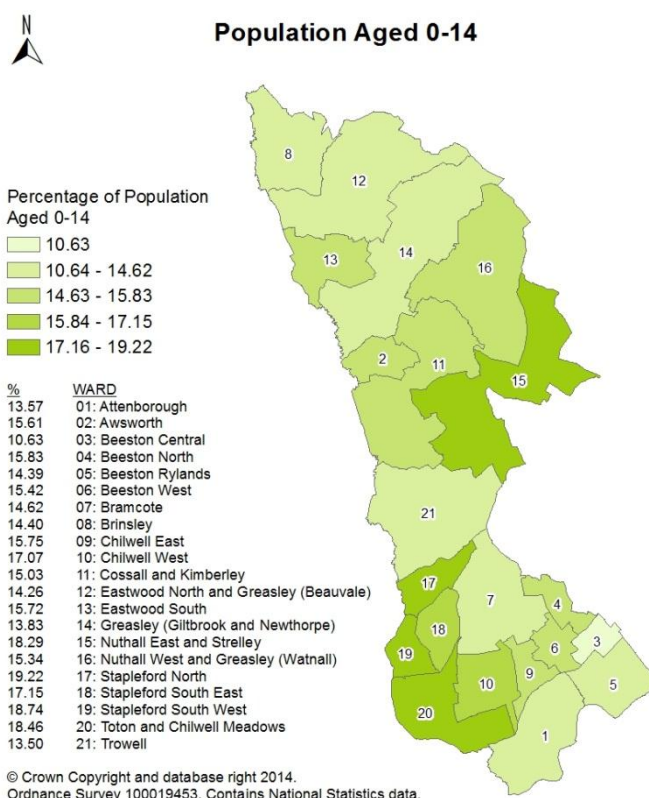 N
Population Aged 0-14
Percentage of Population
Aged 0-14
10.63
10.64 - 14.62
14.63 - 15.83
15.84 - 17.15
17.16 - 19.22
% WARD
13.57 01: Attenborough
15.61 02: Awsworth
10.63 03: Beeston Central
15.83 04: Beeston North
14.39 05: Beeston Rylands
15.42 06: Beeston West
14.62 07: Bramcote
14.40 08: Brinsley
15.75 09: Chilwell East
17.07 10: Chilwell West
15.03 11: Cossall and Kimberley
14.26 12: Eastwood North and Greasley (Beauvale)
15.72 13: Eastwood South
13.83 14: Greasley (Giltbrook and Newthorpe)
18.29 15: Nuthall East and Strelley
15.34 16: Nuthall West and Greasley (Watnall)
19.22 17: Stapleford North
17.15 18: Stapleford South East
18.74 19: Stapleford South West
18.46 20: Toton and Chilwell Meadows
13.50 21: Trowell
© Crown Copyright and database right 2014.
Ordnance Survey 100019453. Contains National Statistics data.
8
12
13
14
16
2
11
15
21
17
7
4
18
3
6
19
9
10
5
20
1